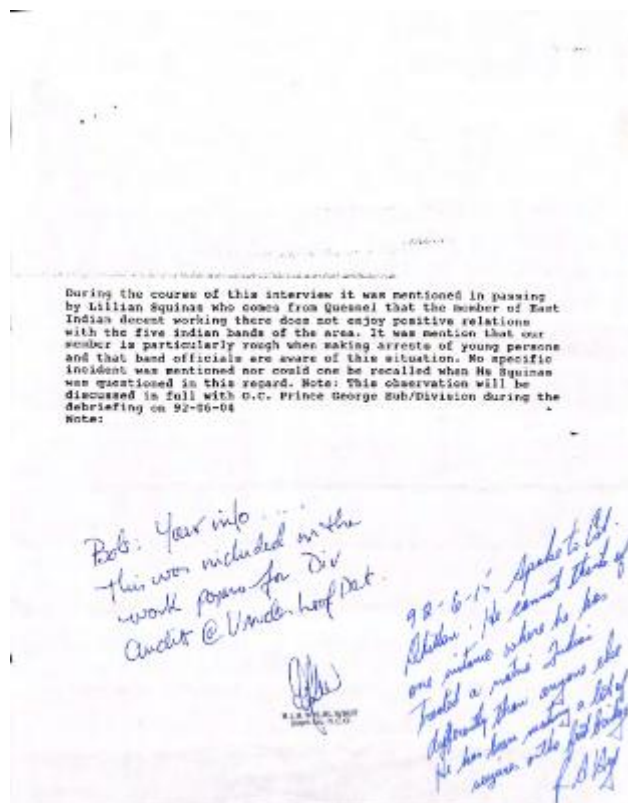 During the course of this interview it was mentioned in passing
by Lillian Squinas who comes from Quesnel that the member of East
Indian decent working there does not enjoy positive relations
with the five indian bands of the area. It was mention that our
member is particularly rough when making arrests of young persons
and that band officials are aware of this situation. No specific
incident was mentioned nor could one be recalled when Ms Squinas
was questioned in this regard. Note: This observation will be
discussed in full with O.C. Prince George Sub/Division during the
debriefing on 92-06-04
Note:
Bob: Your info...
This was included in the
work papers for Div
Audit @ Vanderhoof Det.
92-6-15 Spoke to Cst.
He cannot think of
one instance where he has
treated a native Indian
differently than anyone else
He has been making a lot of
on the